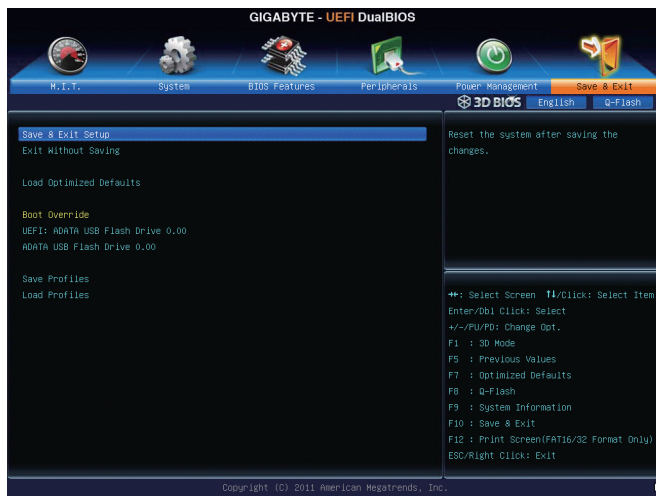 GIGABYTE - UEFI DualBIOS
M.I.T.
System
BIOS Features
Peripherals
Power Management
Save & Exit
3D BIOS
English
Q-Flash
Save & Exit Setup
Exit Without Saving
Load Optimized Defaults
Boot Override
UEFI: ADATA USB Flash Drive 0.00
ADATA USB Flash Drive 0.00
Save Profiles
Load Profiles
Reset the system after saving the
changes.
→←: Select Screen ↑↓/Click: Select Item
Enter/Dbl Click: Select
+/-/PU/PD: Change Opt.
F1 : 3D Mode
F5 : Previous Values
F7 : Optimized Defaults
F8 : Q-Flash
F9 : System Information
F10 : Save & Exit
F12 : Print Screen(FAT16/32 Format Only)
ESC/Right Click: Exit
Copyright (C) 2011 American Megatrends, Inc.